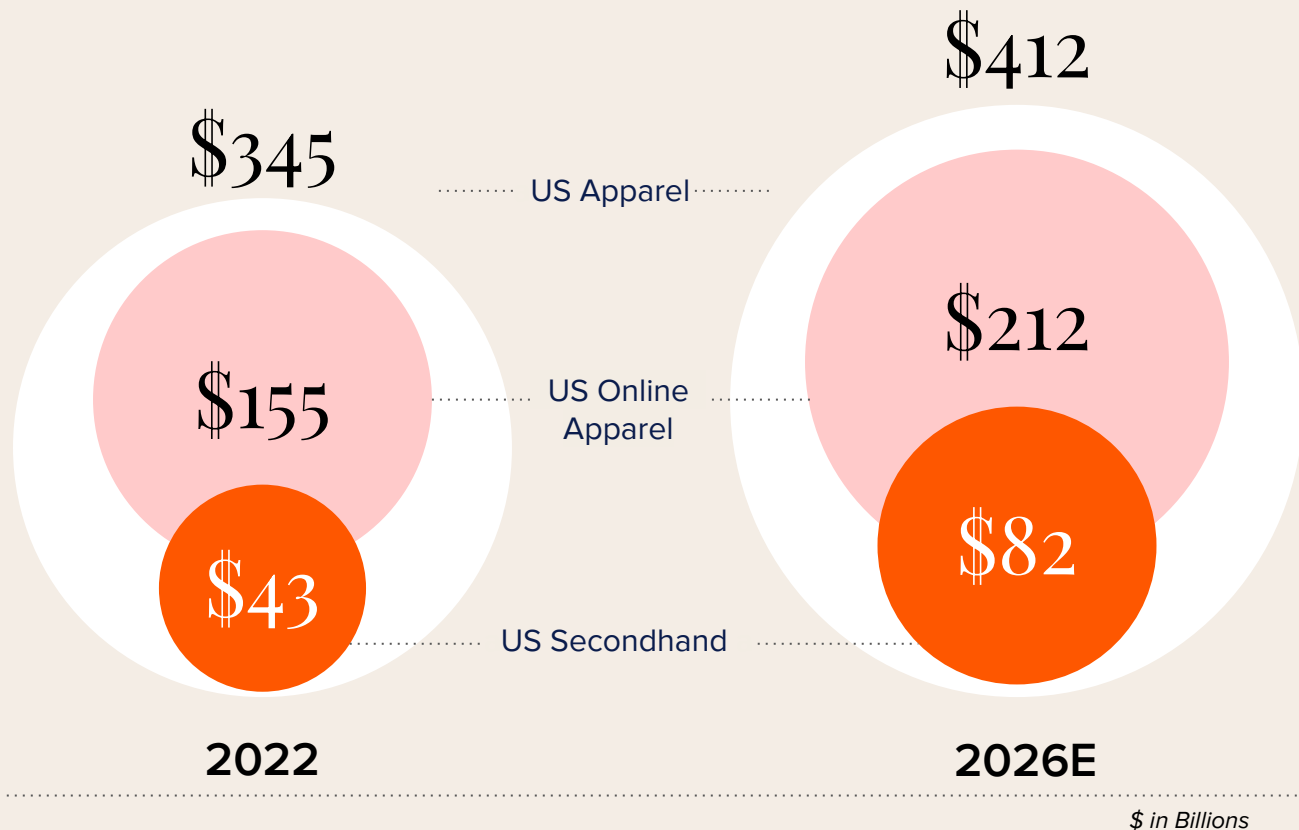 $412
$345
US Apparel
$212
$155
US Online
Apparel
$82
$43
US Secondhand
2022
2026E
$ in Billions